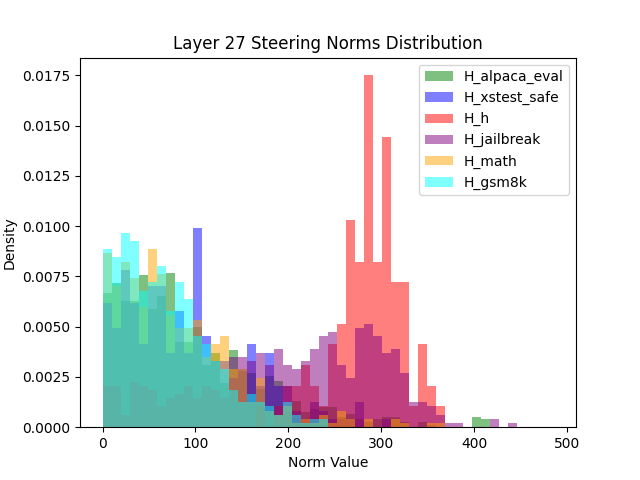 Layer 27 Steering Norms Distribution
H_alpaca_eval
H_xstest_safe
H_h
H_jailbreak
H_math
H_gsm8k
0.0175
0.0150
0.0125
0.0100
0.0075
0.0050
0.0025
0.0000
Density
0 100 200 300 400 500
Norm Value